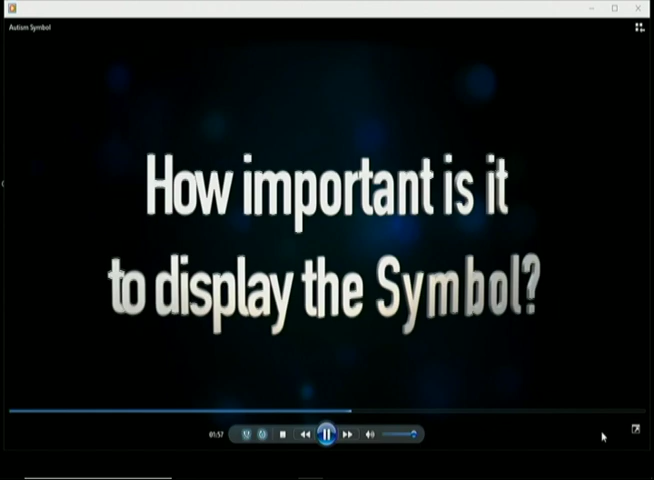 Autism Symbol
How important is it
to display the Symbol?
01:57